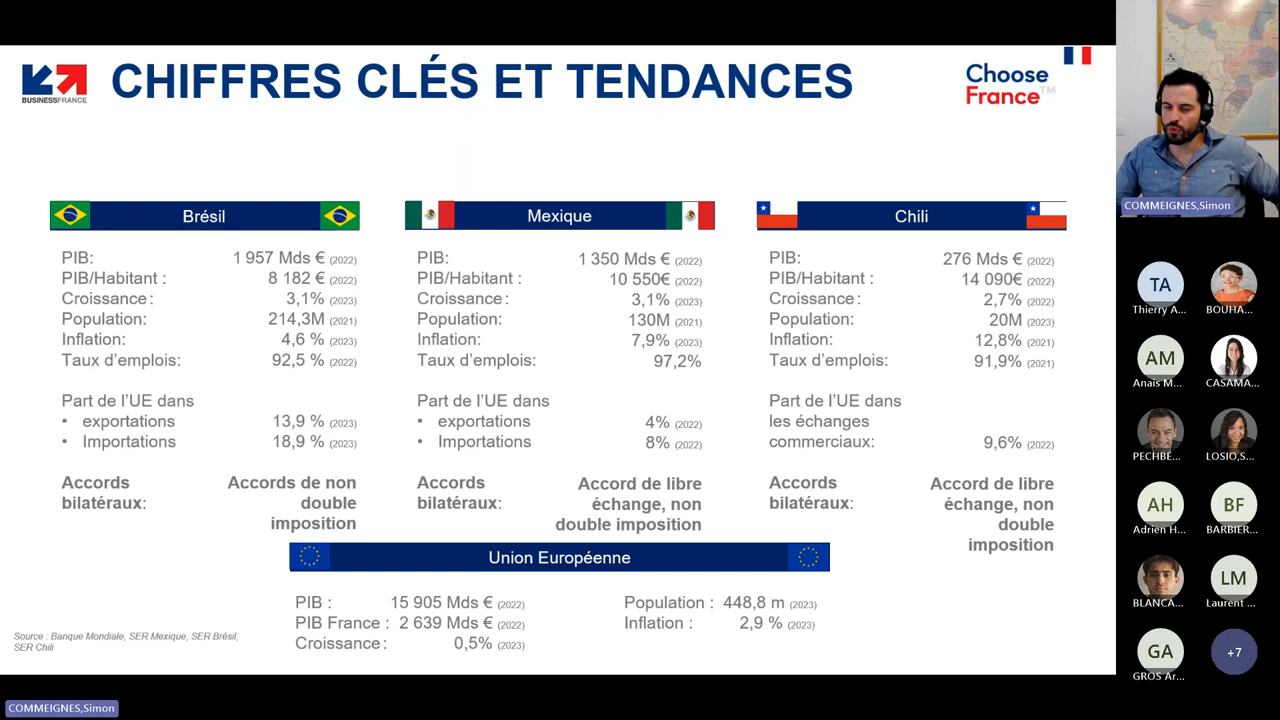 BUSINESSFRANCE
CHIFFRES CLÉS ET TENDANCES
Choose
France™
Brésil
PIB: 1 957 Mds € (2022)
PIB/Habitant : 8 182 € (2022)
Croissance : 3,1% (2023)
Population: 214,3M (2021)
Inflation: 4,6 % (2023)
Taux d’emplois: 92,5 % (2022)
Part de l’UE dans
• exportations 13,9 % (2023)
• Importations 18,9 % (2023)
Accords Accords de non
bilatéraux: double
imposition
Mexique
PIB: 1 350 Mds € (2022)
PIB/Habitant : 10 550€ (2022)
Croissance : 3,1% (2023)
Population: 130M (2021)
Inflation: 7,9% (2023)
Taux d’emplois: 97,2%
Part de l’UE dans
• exportations 4% (2022)
• Importations 8% (2022)
Accords Accord de libre
bilatéraux: échange, non
double imposition
Chili
PIB: 276 Mds € (2022)
PIB/Habitant : 14 090€ (2022)
Croissance : 2,7% (2022)
Population: 20M (2023)
Inflation: 12,8% (2021)
Taux d’emplois: 91,9% (2021)
Part de l’UE dans
les échanges
commerciaux: 9,6% (2022)
Accords Accord de libre
bilatéraux: échange, non
double
imposition
Union Européenne
PIB : 15 905 Mds € (2022)
PIB France : 2 639 Mds € (2022)
Croissance : 0,5% (2023)
Population : 448,8 m (2023)
Inflation : 2,9 % (2023)
Source : Banque Mondiale, SER Mexique, SER Brésil,
SER Chili
COMMEIGNES,Simon
COMMEIGNES,Simon
TA
Thierry A...
BOUHA...
AM
Anais M...
CASAMA...
PECHBE...
LOSIO,S...
AH
Adrien H...
BF
BARBIER...
BLANCA...
LM
Laurent ...
GA
GROS Ar...
+7